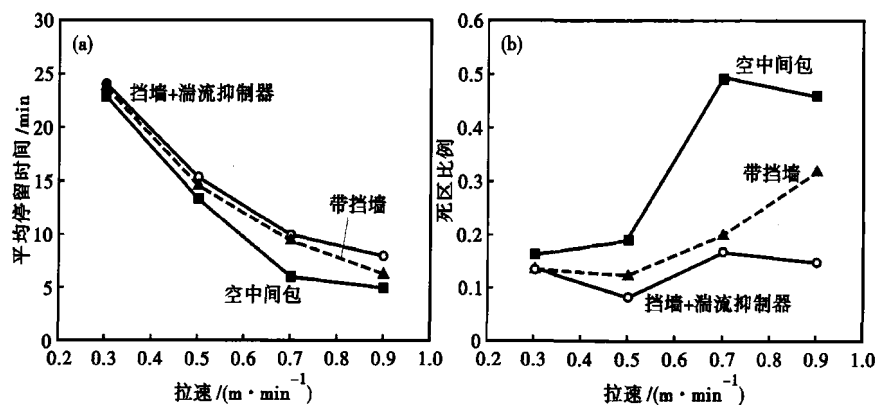 (a)
30
25
20
15
10
5
0
平均停留时间/min
挡墙+湍流抑制器
带挡墙
空中间包
0.2 0.3 0.4 0.5 0.6 0.7 0.8 0.9 1.0
拉速/(m·min⁻¹)
(b)
0.6
0.5
0.4
0.3
0.2
0.1
0
死区比例
空中间包
带挡墙
挡墙+湍流抑制器
0.2 0.3 0.4 0.5 0.6 0.7 0.8 0.9 1.0
拉速/(m·min⁻¹)